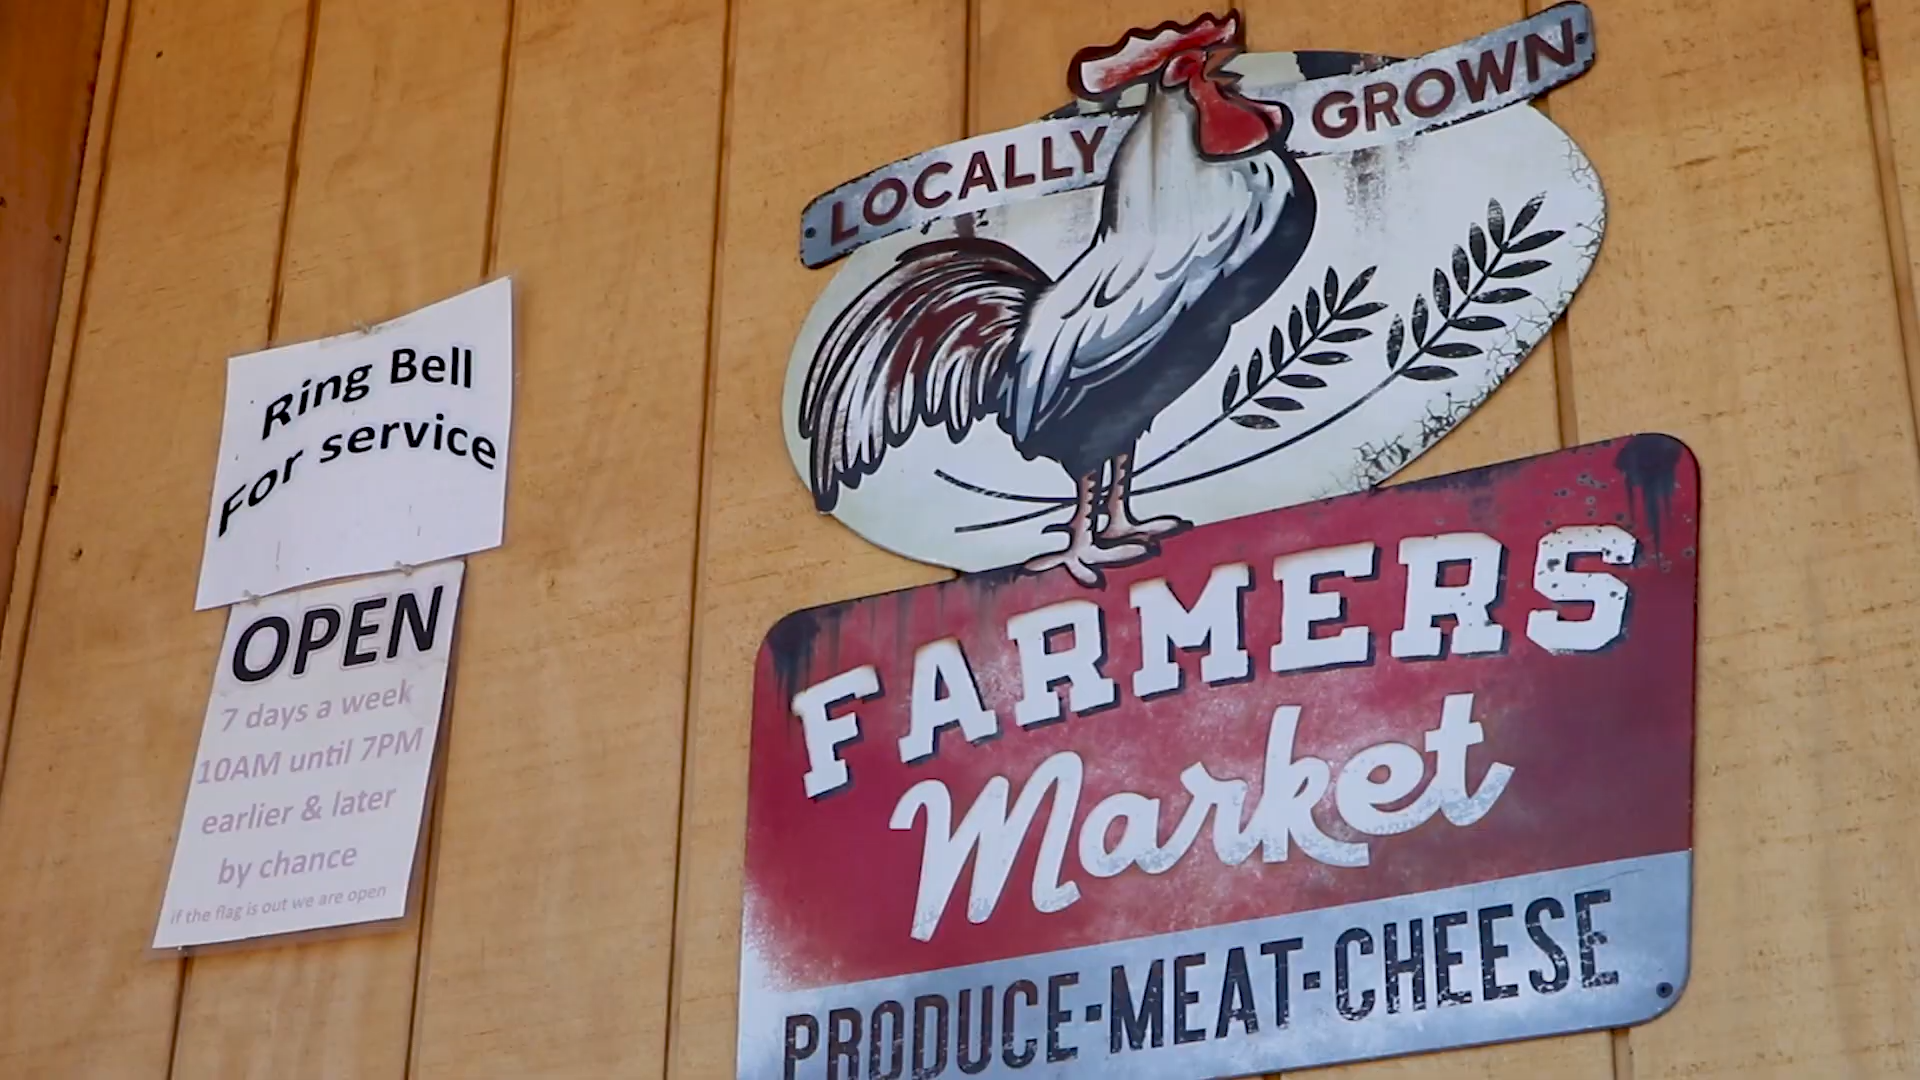 Ring Bell
For service
OPEN
7 days a week
10AM until 7PM
earlier & later
by chance
if the flag is out we are open
LOCALLY GROWN
FARMERS
Market
PRODUCE·MEAT·CHEESE